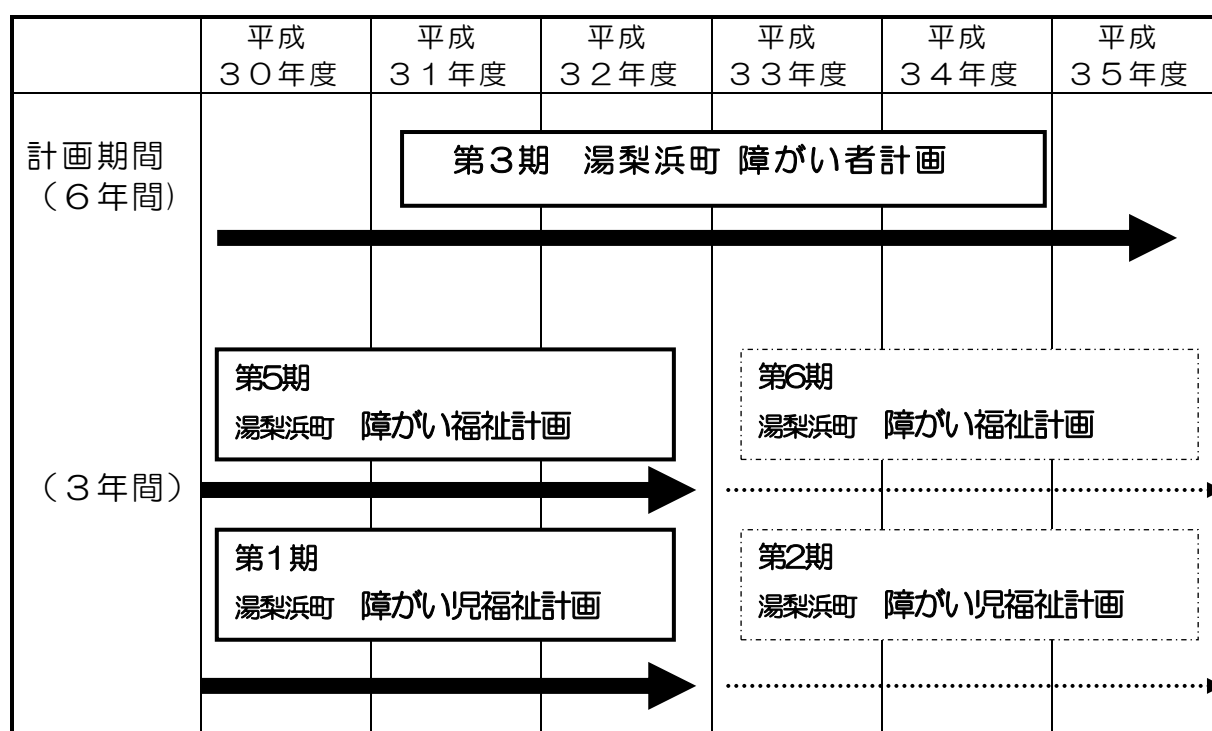 平成 平成 平成 平成 平成 平成
３０年度 ３１年度 ３２年度 ３３年度 ３４年度 ３５年度
計画期間
（６年間）
第３期　湯梨浜町 障がい者計画
第5期
湯梨浜町　障がい福祉計画
第6期
湯梨浜町　障がい福祉計画
（３年間）
第１期
湯梨浜町　障がい児福祉計画
第2期
湯梨浜町　障がい児福祉計画